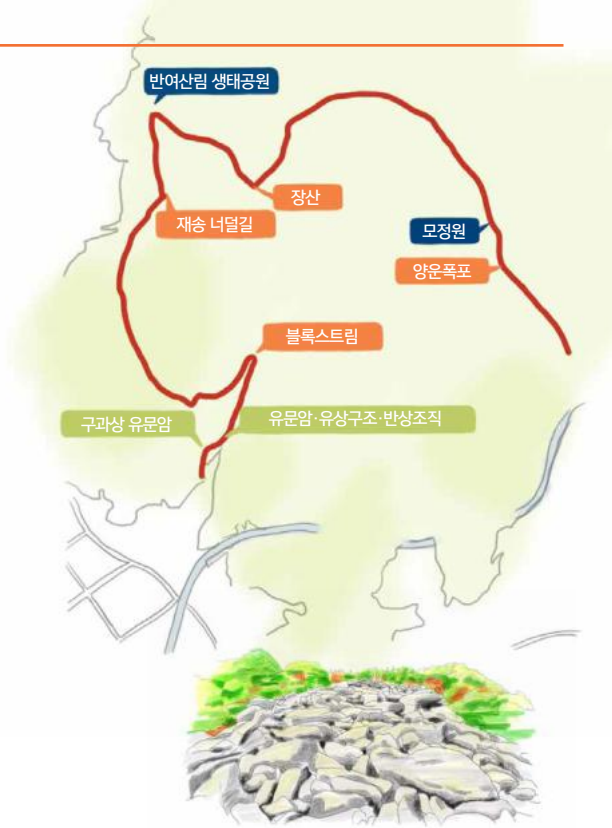 반여산림 생태공원
장산
재송 너덜길
모정원
양운폭포
블록스트림
유문암·유상구조·반상조직
구과상 유문암